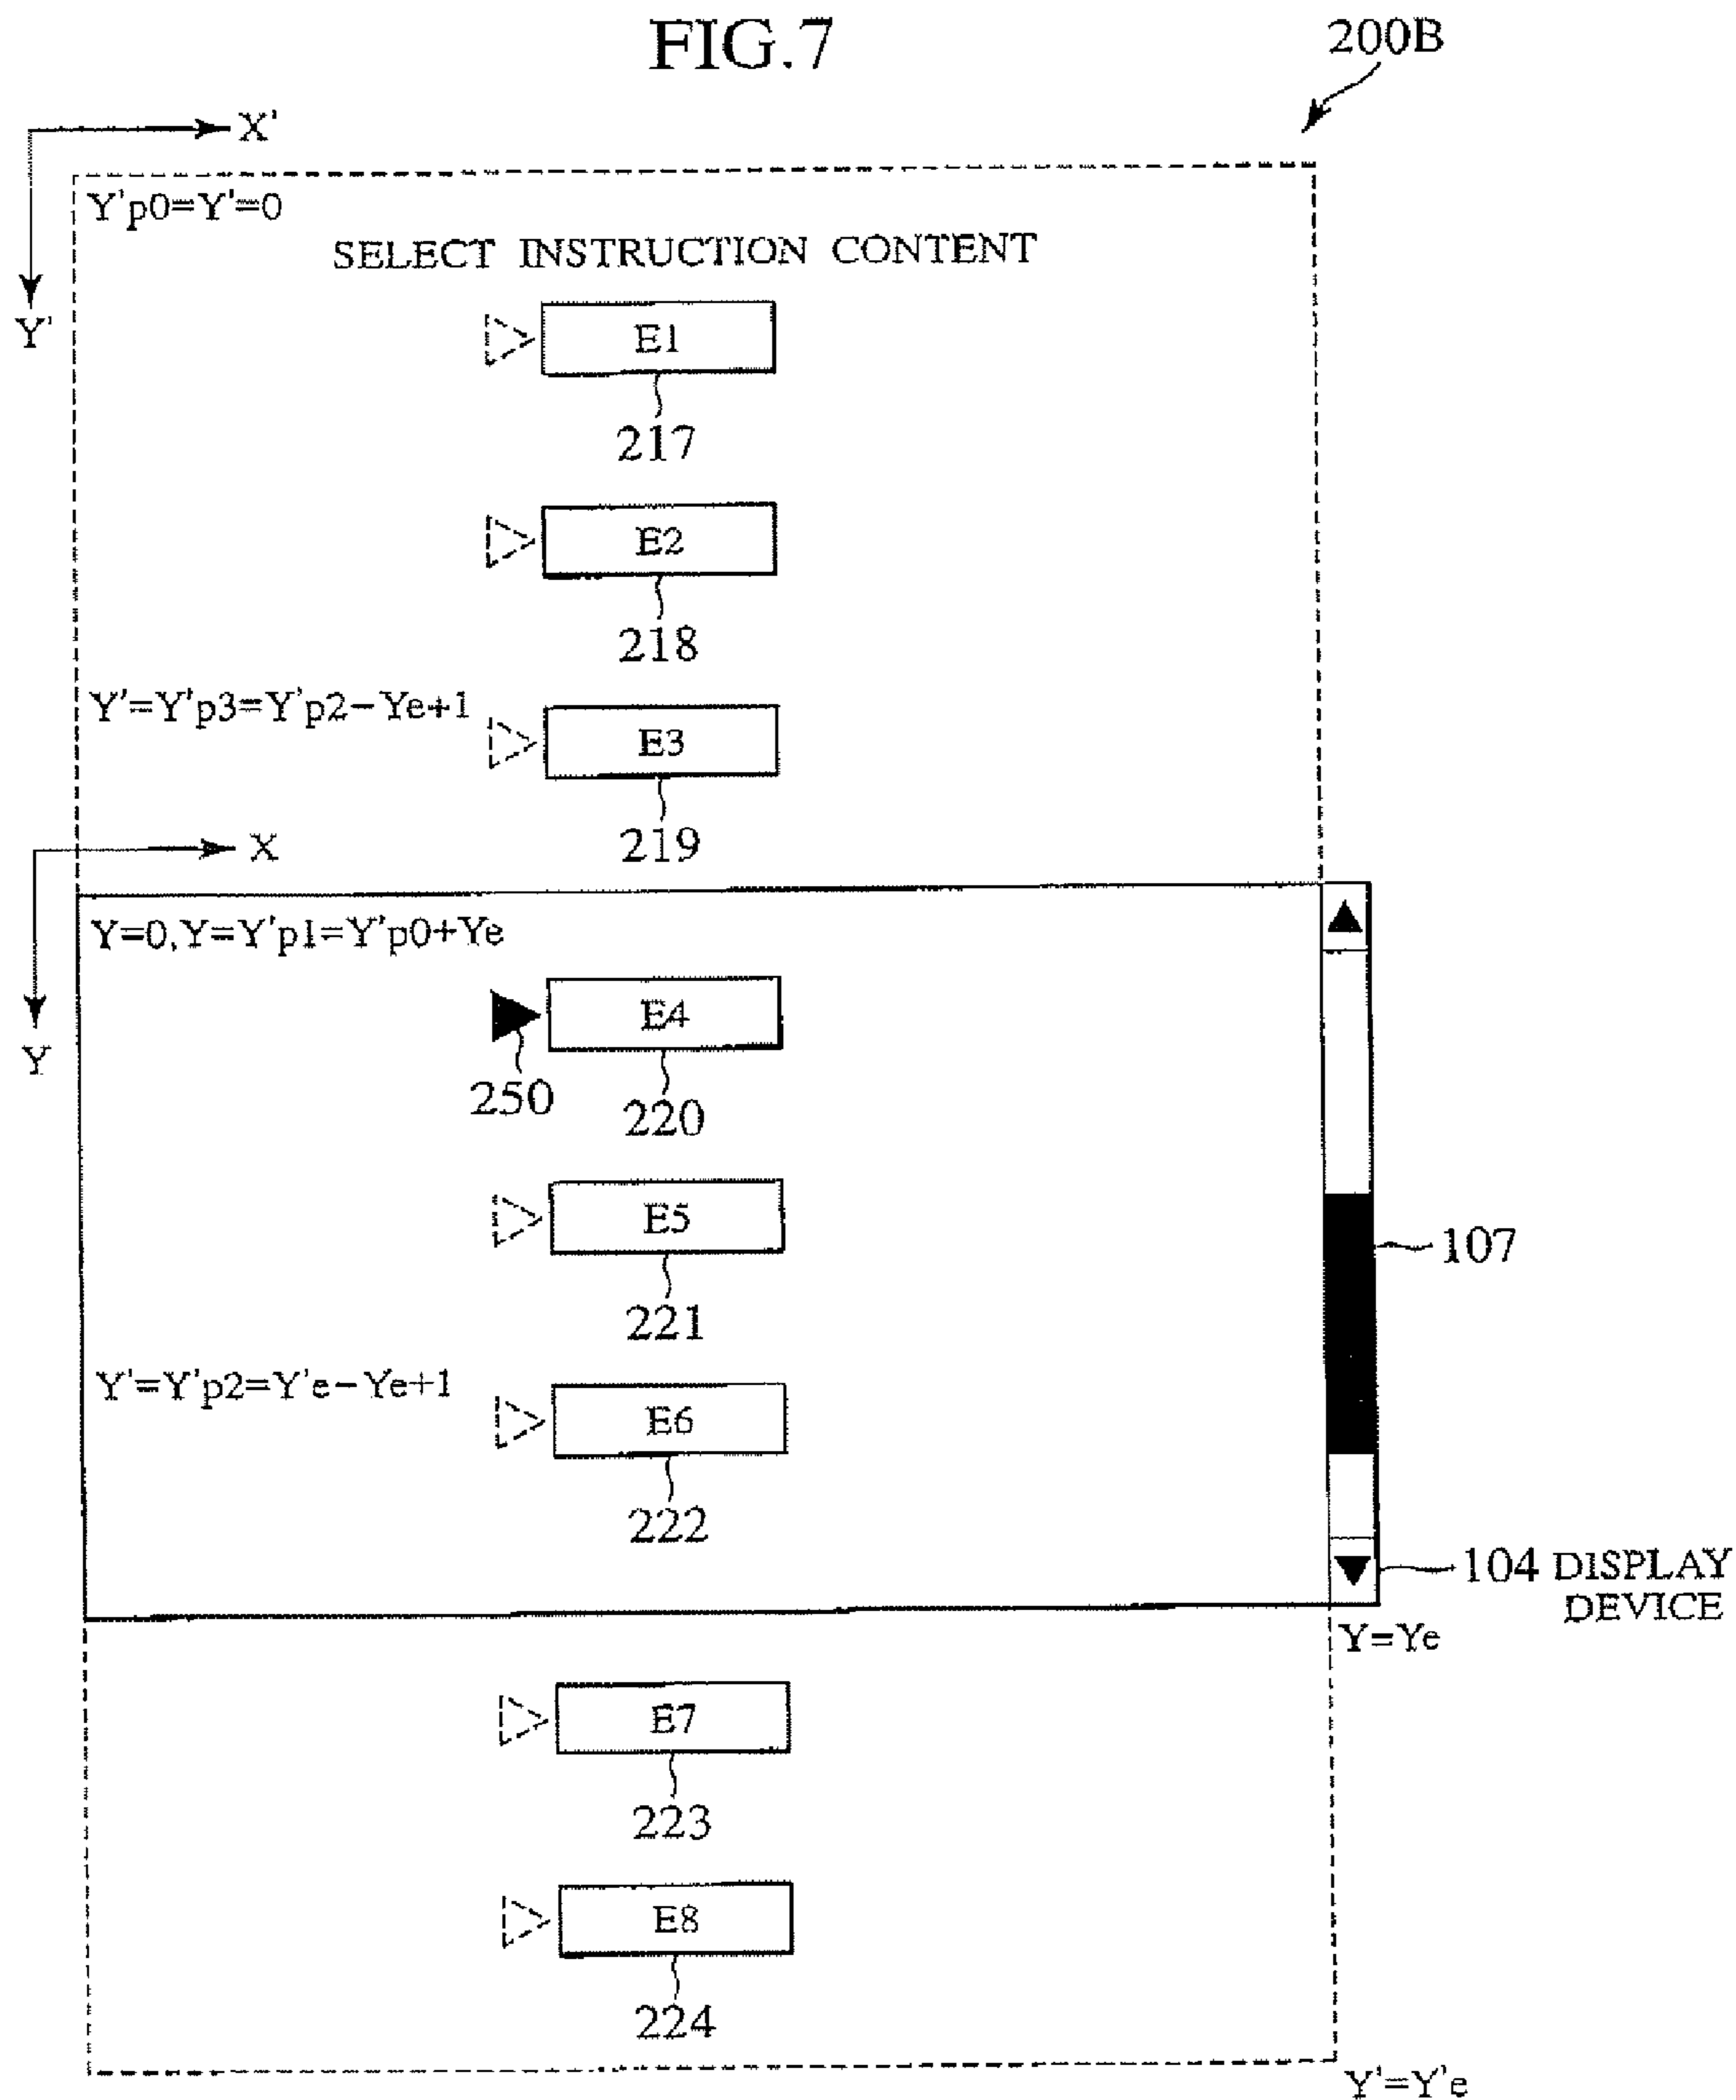 FIG.7
200B
X'
Y'
Y'p0=Y'=0
SELECT INSTRUCTION CONTENT
E1
217
E2
218
Y'=Y'p3=Y'p2-Ye+1
E3
219
X
Y
Y=0,Y=Y'p1=Y'p0+Ye
E4
250
220
E5
221
107
Y'=Y'p2=Y'e-Ye+1
E6
222
104 DISPLAY
DEVICE
Y=Ye
E7
223
E8
224
Y'=Y'e